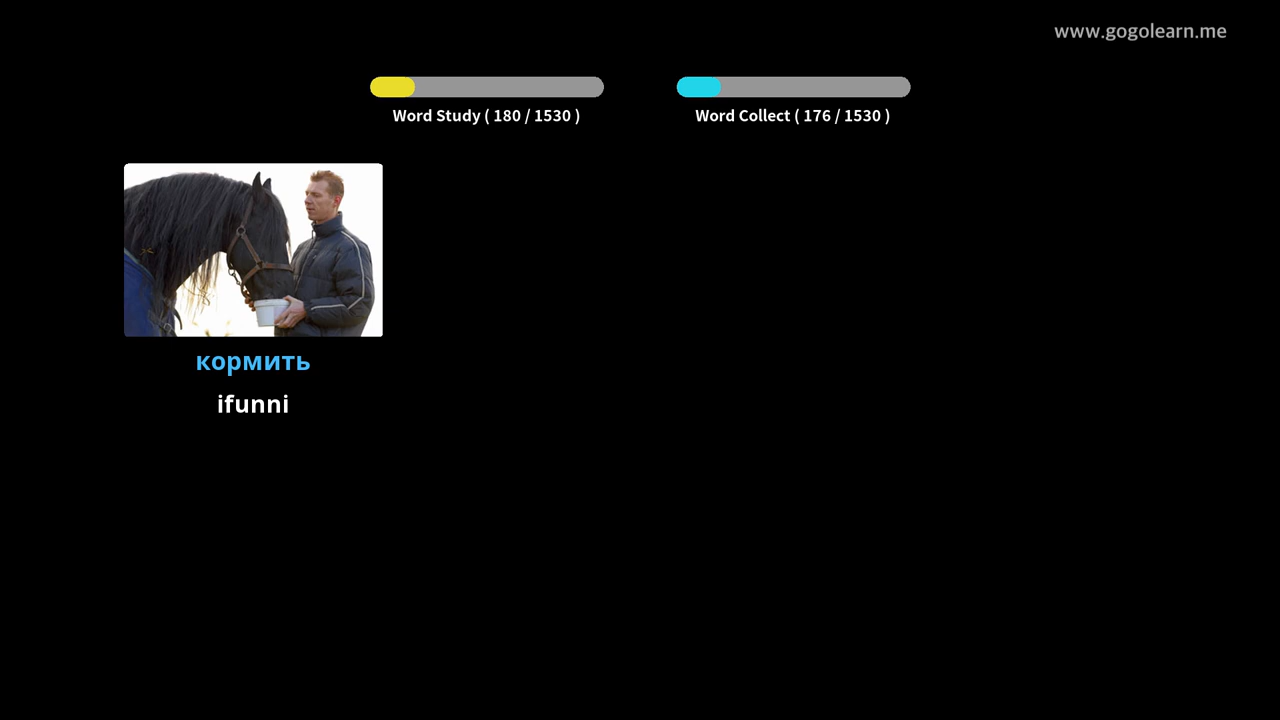 www.gogolearn.me
Word Study ( 180 / 1530 )
Word Collect ( 176 / 1530 )
кормить
ifunni